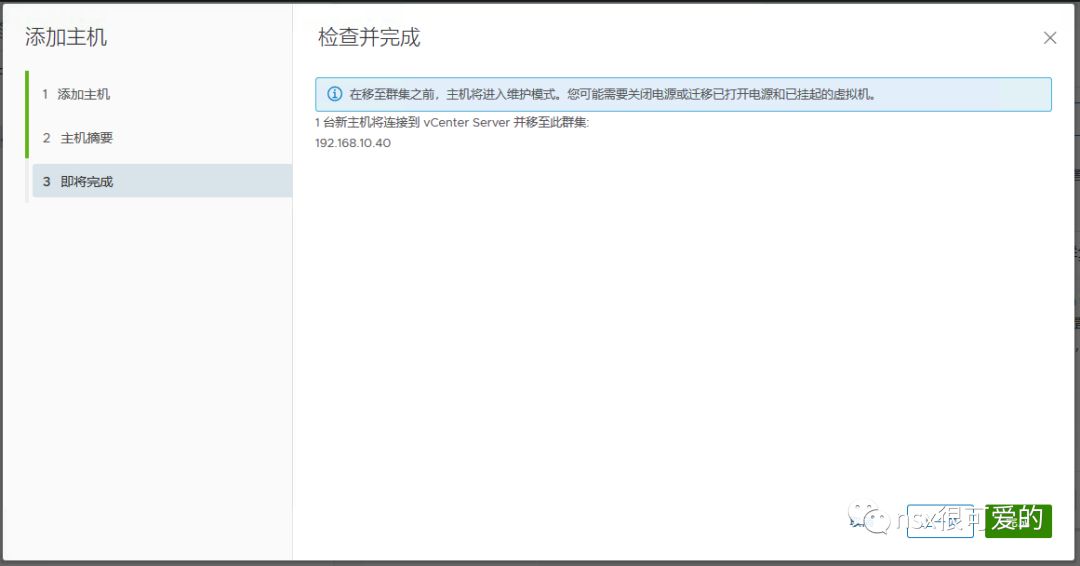 添加主机
1 添加主机
2 主机摘要
3 即将完成
检查并完成
在移至群集之前，主机将进入维护模式。您可能需要关闭电源或迁移已打开电源和已挂起的虚拟机。
1 台新主机将连接到 vCenter Server 并移至此群集:
192.168.10.40
nsx很可爱的